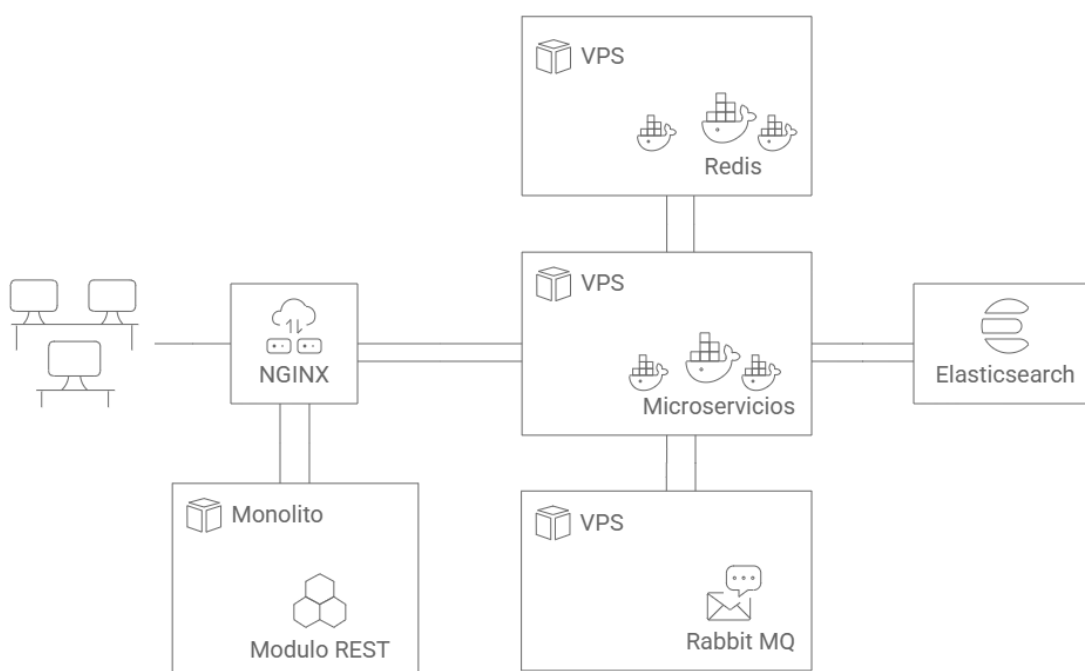 VPS
Redis
VPS
Microservicios
NGINX
Elasticsearch
Monolito
Modulo REST
VPS
Rabbit MQ